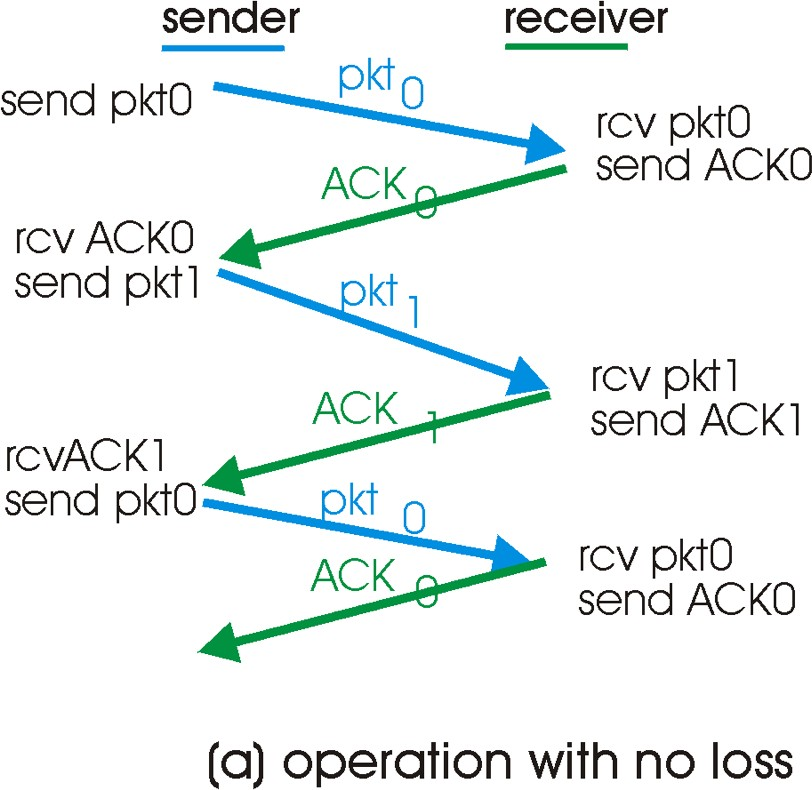 sender
receiver
pkt 0
send pkt0
rcv pkt0
send ACK0
ACK 0
rcv ACK0
send pkt1
pkt 1
rcv pkt1
send ACK1
ACK 1
rcvACK1
send pkt0
pkt 0
rcv pkt0
send ACK0
ACK 0
(a) operation with no loss